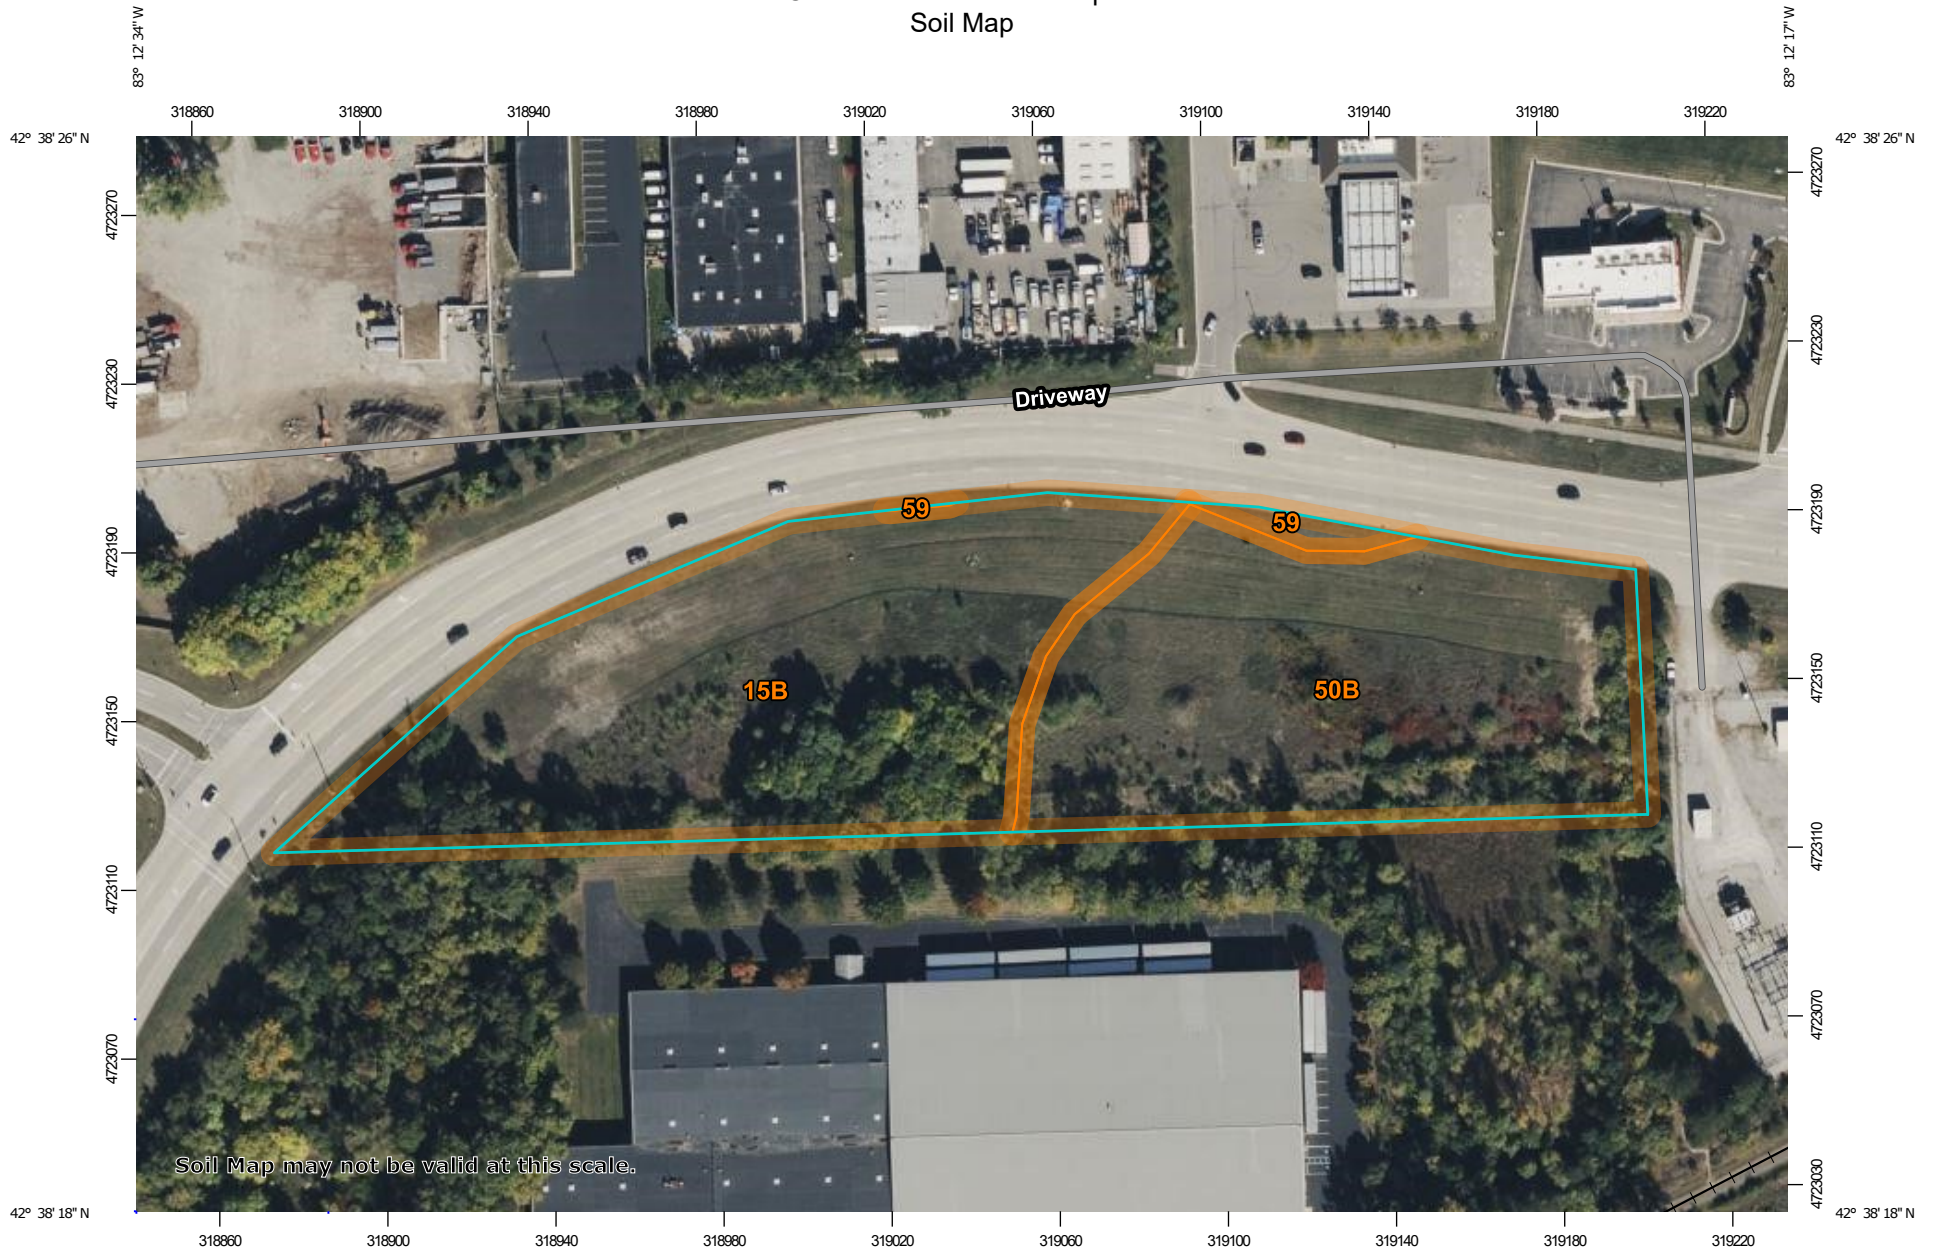 Soil Map
83° 12' 34" W
83° 12' 17" W
318860 318900 318940 318980 319020 319060 319100 319140 319180 319220
42° 38' 26" N
42° 38' 26" N
4723270
4723270
4723230
4723230
Driveway
4723190
4723190
59
59
15B
50B
4723150
4723150
4723110
4723110
4723070
4723070
Soil Map may not be valid at this scale.
4723030
42° 38' 18" N
42° 38' 18" N
318860 318900 318940 318980 319020 319060 319100 319140 319180 319220